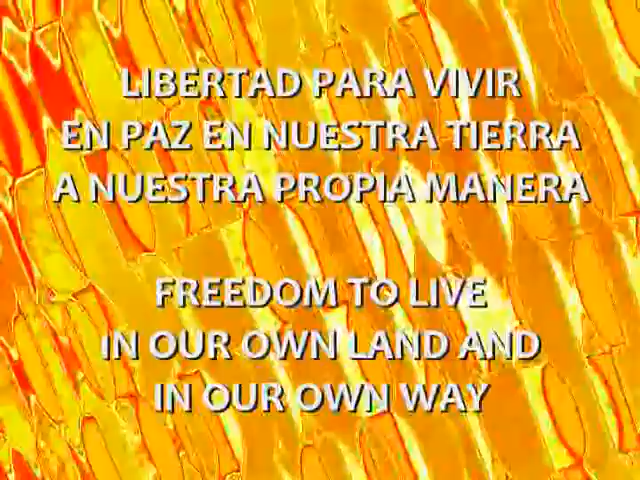 LIBERTAD PARA VIVIR
EN PAZ EN NUESTRA TIERRA
A NUESTRA PROPIA MANERA
FREEDOM TO LIVE
IN OUR OWN LAND AND
IN OUR OWN WAY